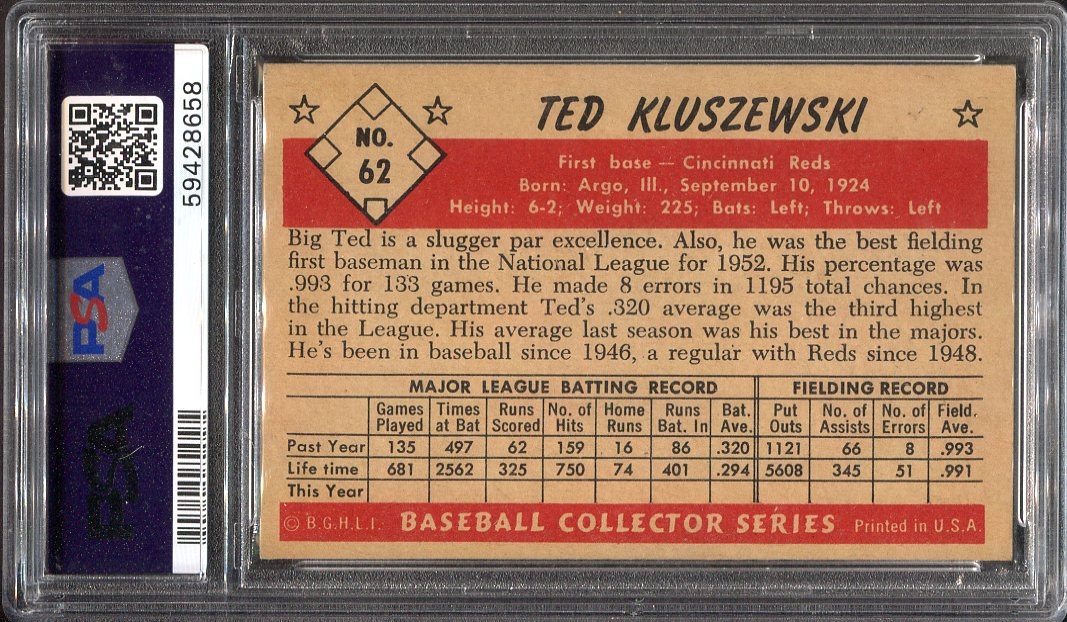 59428658
PSA
PSA
NO.
62
TED KLUSZEWSKI
First base — Cincinnati Reds
Born: Argo, Ill., September 10, 1924
Height: 6-2; Weight: 225; Bats: Left; Throws: Left
Big Ted is a slugger par excellence. Also, he was the best fielding
first baseman in the National League for 1952. His percentage was
.993 for 133 games. He made 8 errors in 1195 total chances. In
the hitting department Ted's .320 average was the third highest
in the League. His average last season was his best in the majors.
He's been in baseball since 1946, a regular with Reds since 1948.
MAJOR LEAGUE BATTING RECORD FIELDING RECORD
Games Times Runs No. of Home Runs Bat. Put No. of No. of Field.
Played at Bat Scored Hits Runs Bat. In Ave. Outs Assists Errors Ave.
Past Year 135 497 62 159 16 86 .320 1121 66 8 .993
Life time 681 2562 325 750 74 401 .294 5608 345 51 .991
This Year
© B.G.H.L.I. BASEBALL COLLECTOR SERIES Printed in U.S.A.